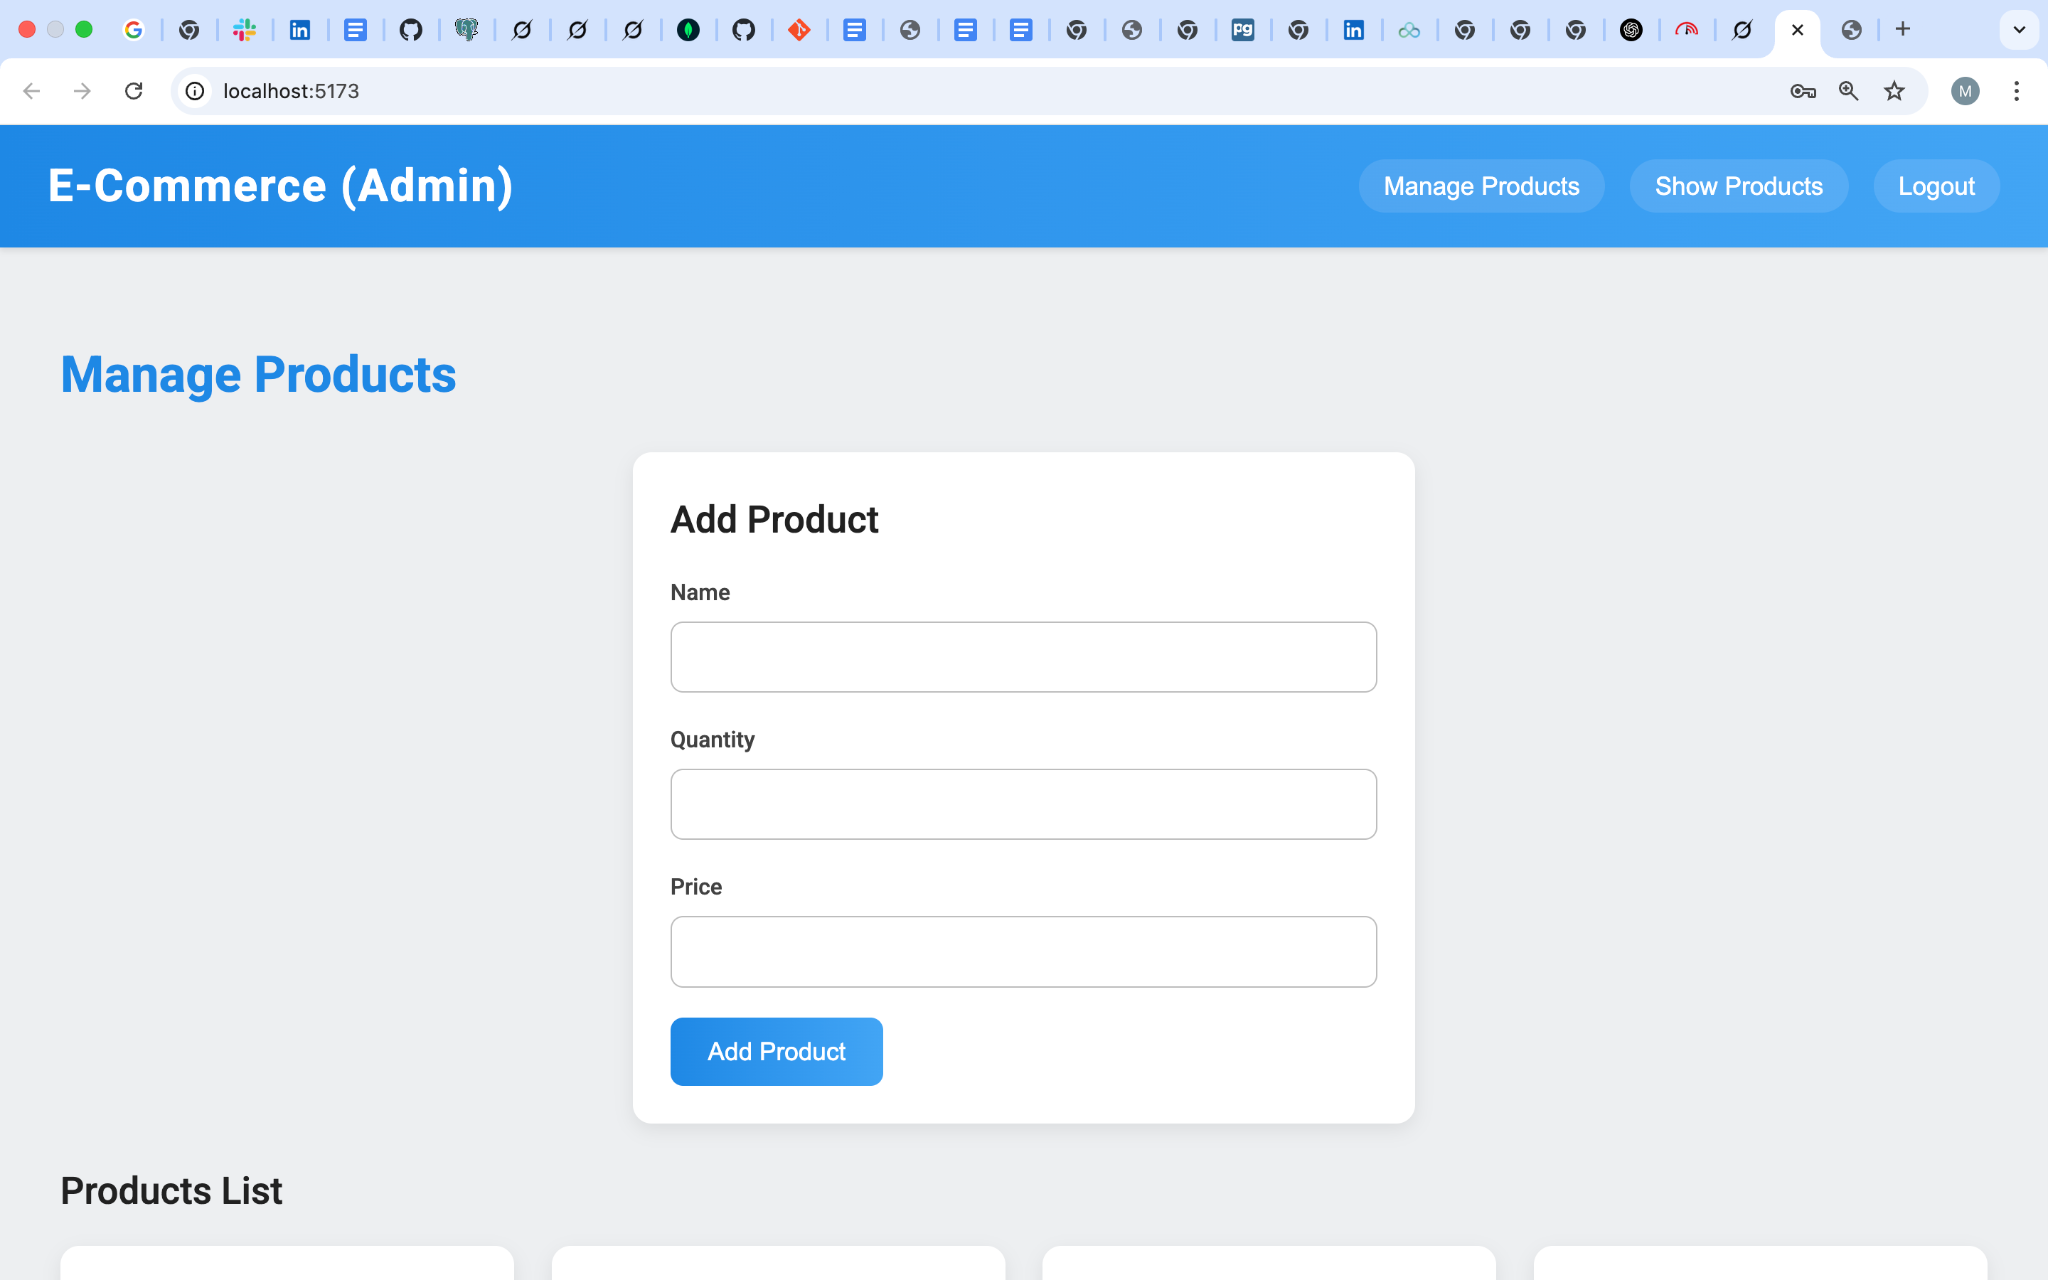 localhost:5173
M
E-Commerce (Admin)
Manage Products
Show Products
Logout
Manage Products
Add Product
Name
Quantity
Price
Add Product
Products List